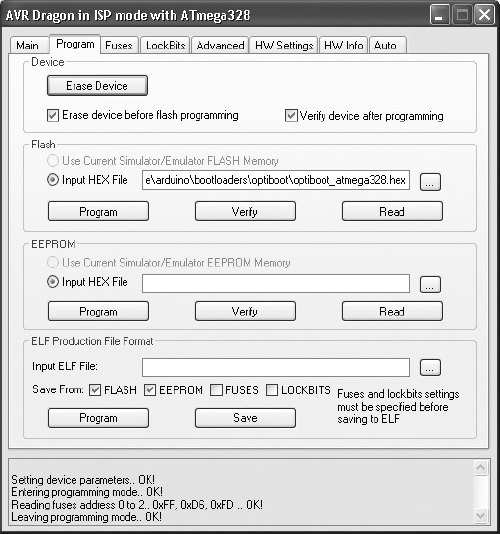 AVR Dragon in ISP mode with ATmega328
Main Program Fuses LockBits Advanced HW Settings HW Info Auto
Device
Erase Device
Erase device before flash programming Verify device after programming
Flash
Use Current Simulator/Emulator FLASH Memory
Input HEX File e\arduino\bootloaders\optiboot\optiboot_atmega328.hex ...
Program Verify Read
EEPROM
Use Current Simulator/Emulator EEPROM Memory
Input HEX File ...
Program Verify Read
ELF Production File Format
Input ELF File: ...
Save From: FLASH EEPROM FUSES LOCKBITS
Fuses and lockbits settings
must be specified before
saving to ELF
Program Save
Setting device parameters.. OK!
Entering programming mode.. OK!
Reading fuses address 0 to 2.. 0xFF, 0xD6, 0xFD .. OK!
Leaving programming mode.. OK!